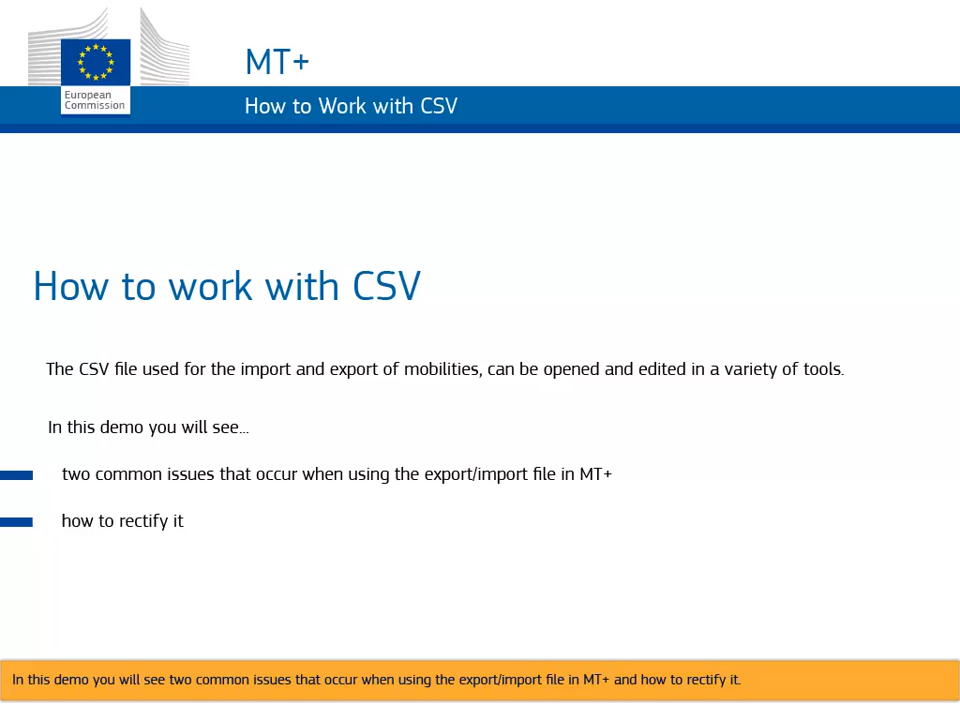 MT+
European
Commission
How to Work with CSV
How to work with CSV
The CSV file used for the import and export of mobilities, can be opened and edited in a variety of tools.
In this demo you will see...
two common issues that occur when using the export/import file in MT+
how to rectify it
In this demo you will see two common issues that occur when using the export/import file in MT+ and how to rectify it.